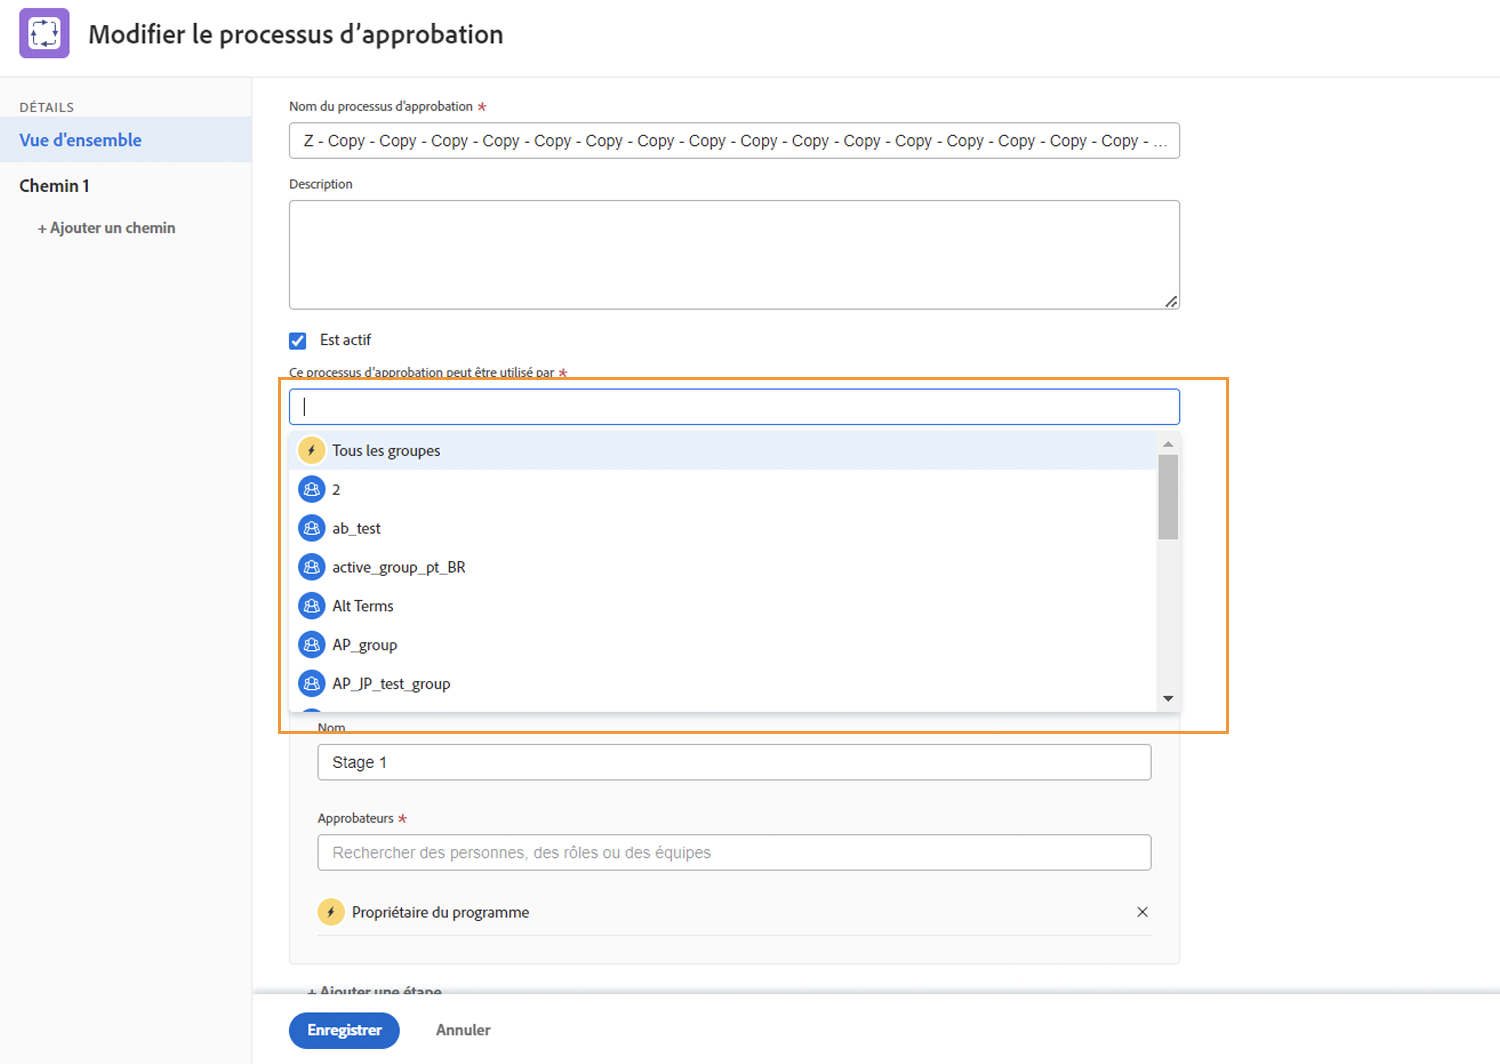 Modifier le processus d’approbation
DÉTAILS
Vue d'ensemble
Chemin 1
+ Ajouter un chemin
Nom du processus d'approbation *
Z - Copy - Copy - Copy - Copy - Copy - Copy - Copy - Copy - Copy - Copy - Copy - Copy - Copy - Copy - Copy - Copy - ...
Description
Est actif
Ce processus d'approbation peut être utilisé par *
Tous les groupes
2
ab_test
active_group_pt_BR
Alt Terms
AP_group
AP_JP_test_group
Nom
Stage 1
Approbateurs *
Rechercher des personnes, des rôles ou des équipes
Propriétaire du programme
+ Ajouter une étape
Enregistrer
Annuler